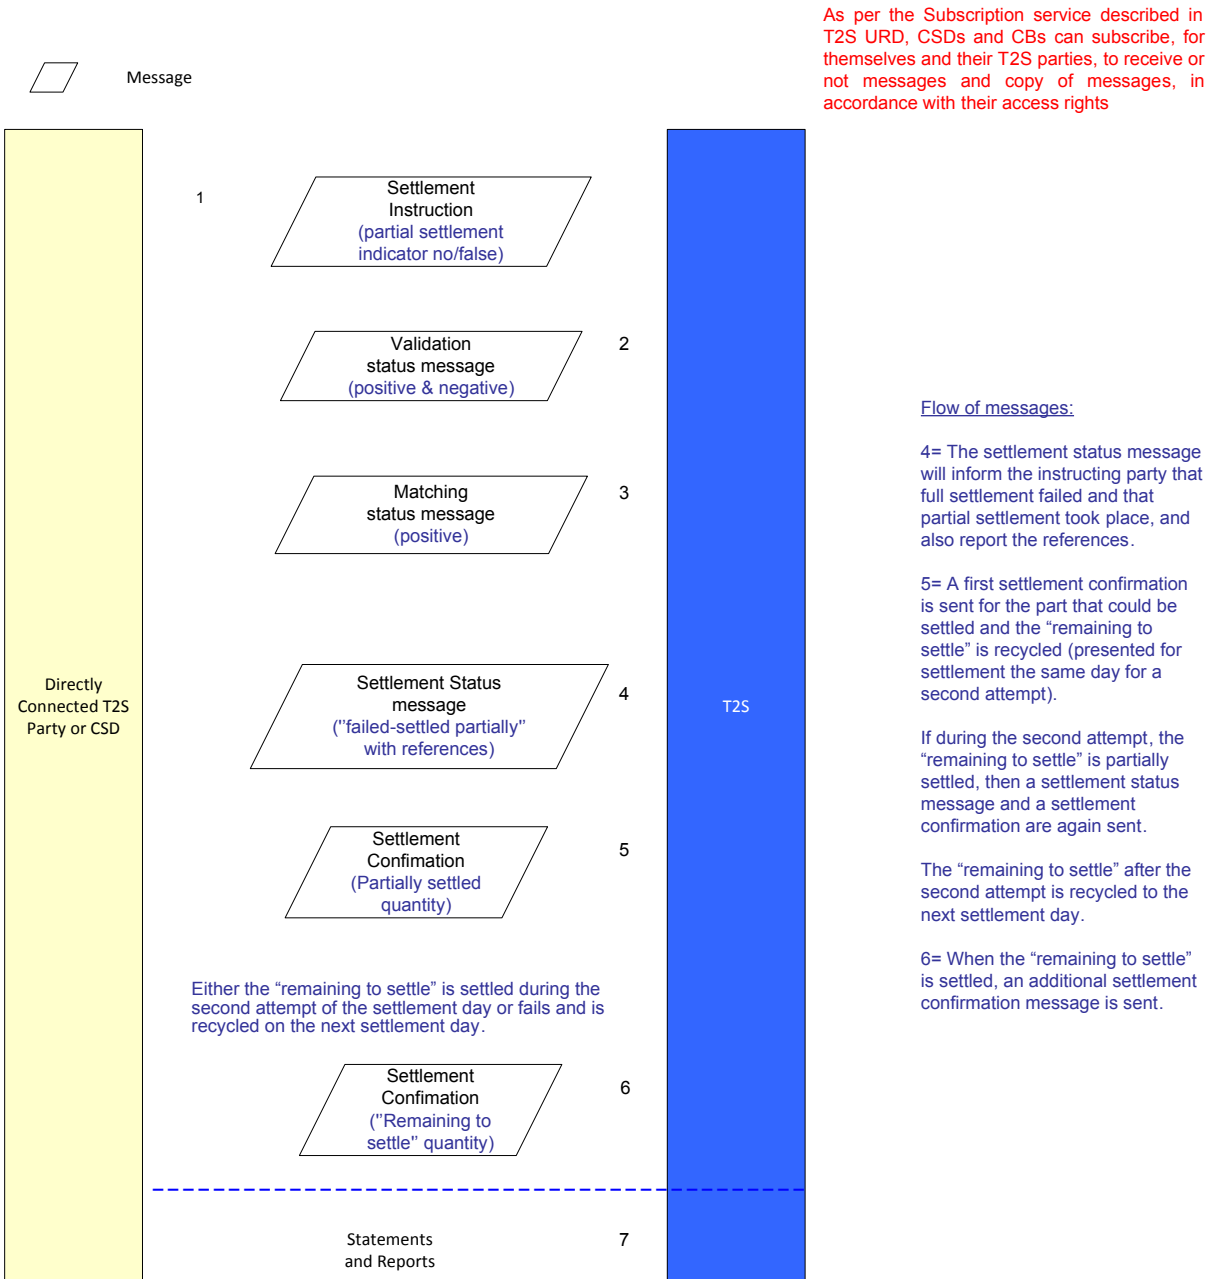 As per the Subscription service described in
T2S URD, CSDs and CBs can subscribe, for
themselves and their T2S parties, to receive or
not messages and copy of messages, in
accordance with their access rights
Message
1
Settlement
Instruction
(partial settlement
indicator no/false)
Validation
status message
(positive & negative)
2
Matching
status message
(positive)
3
Directly
Connected T2S
Party or CSD
Settlement Status
message
("failed-settled partially"
with references)
4
T2S
Settlement
Confimation
(Partially settled
quantity)
5
Either the “remaining to settle” is settled during the
second attempt of the settlement day or fails and is
recycled on the next settlement day.
Settlement
Confimation
("Remaining to
settle" quantity)
6
Statements
and Reports
7
Flow of messages:
4= The settlement status message
will inform the instructing party that
full settlement failed and that
partial settlement took place, and
also report the references.
5= A first settlement confirmation
is sent for the part that could be
settled and the “remaining to
settle” is recycled (presented for
settlement the same day for a
second attempt).
If during the second attempt, the
“remaining to settle” is partially
settled, then a settlement status
message and a settlement
confirmation are again sent.
The “remaining to settle” after the
second attempt is recycled to the
next settlement day.
6= When the “remaining to settle”
is settled, an additional settlement
confirmation message is sent.